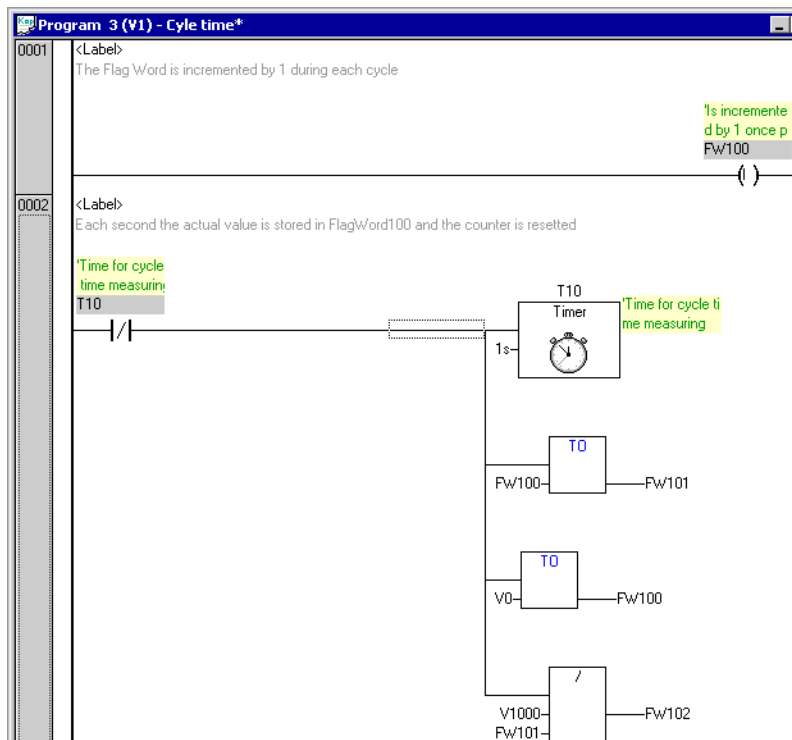 Program 3 (V1) - Cyle time*
0001
<Label>
The Flag Word is incremented by 1 during each cycle
'Is incremente
d by 1 once p
FW100
( I )
0002
<Label>
Each second the actual value is stored in FlagWord100 and the counter is resetted
'Time for cycle
time measurin
T10
/
T10
Timer
'Time for cycle ti
me measuring
1s
TO
FW100
FW101
TO
V0
FW100
/
V1000
FW102
FW101